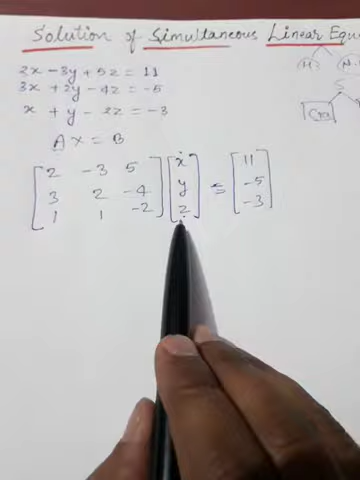 Solution of Simultaneous Linear Equ
2x - 3y + 5z = 11
3x + 2y - 4z = -5
x + y - 2z = -3
A X = B
2 -3 5 x 11
3 2 -4 y = -5
1 1 -2 z -3
H N.H
S